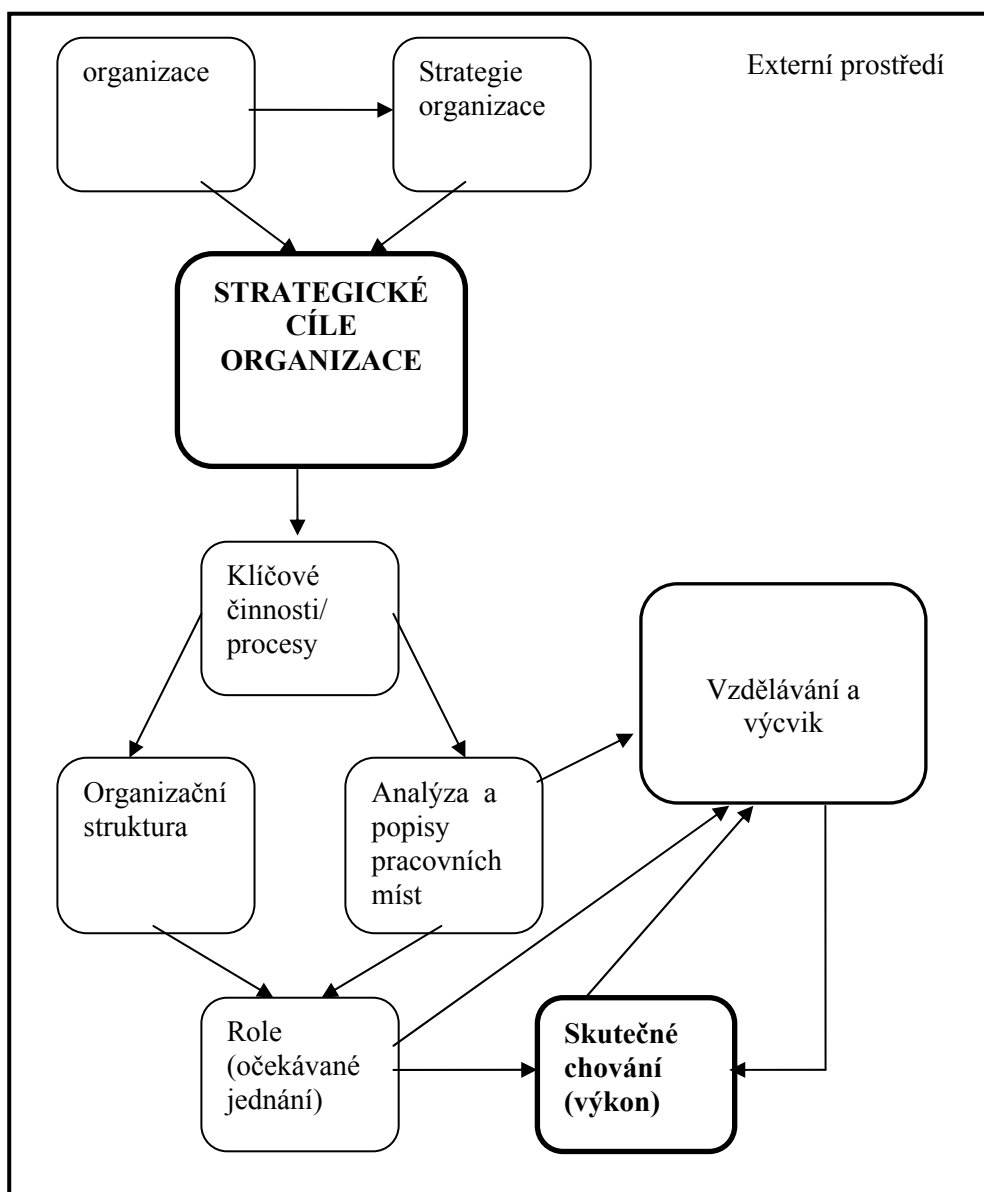 organizace
Strategie
organizace
Externí prostředí
STRATEGICKÉ
CÍLE
ORGANIZACE
Klíčové
činnosti/
procesy
Vzdělávání a
výcvik
Organizační
struktura
Analýza a
popisy
pracovních
míst
Role
(očekávané
jednání)
Skutečné
chování
(výkon)